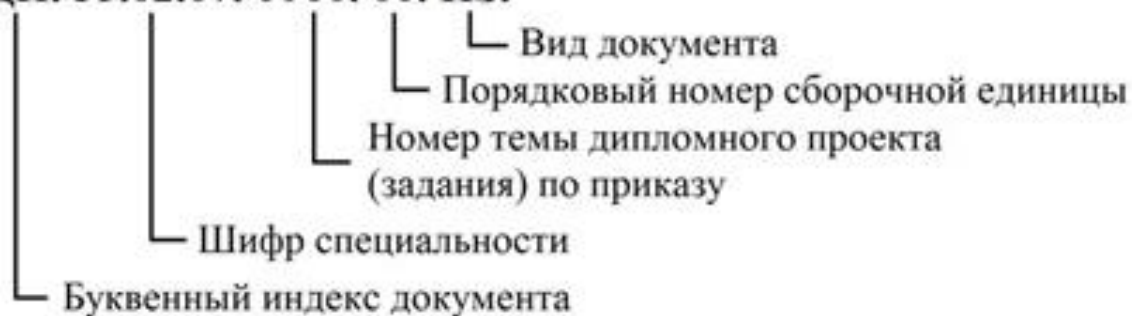 Вид документа
Порядковый номер сборочной единицы
Номер темы дипломного проекта
(задания) по приказу
Шифр специальности
Буквенный индекс документа